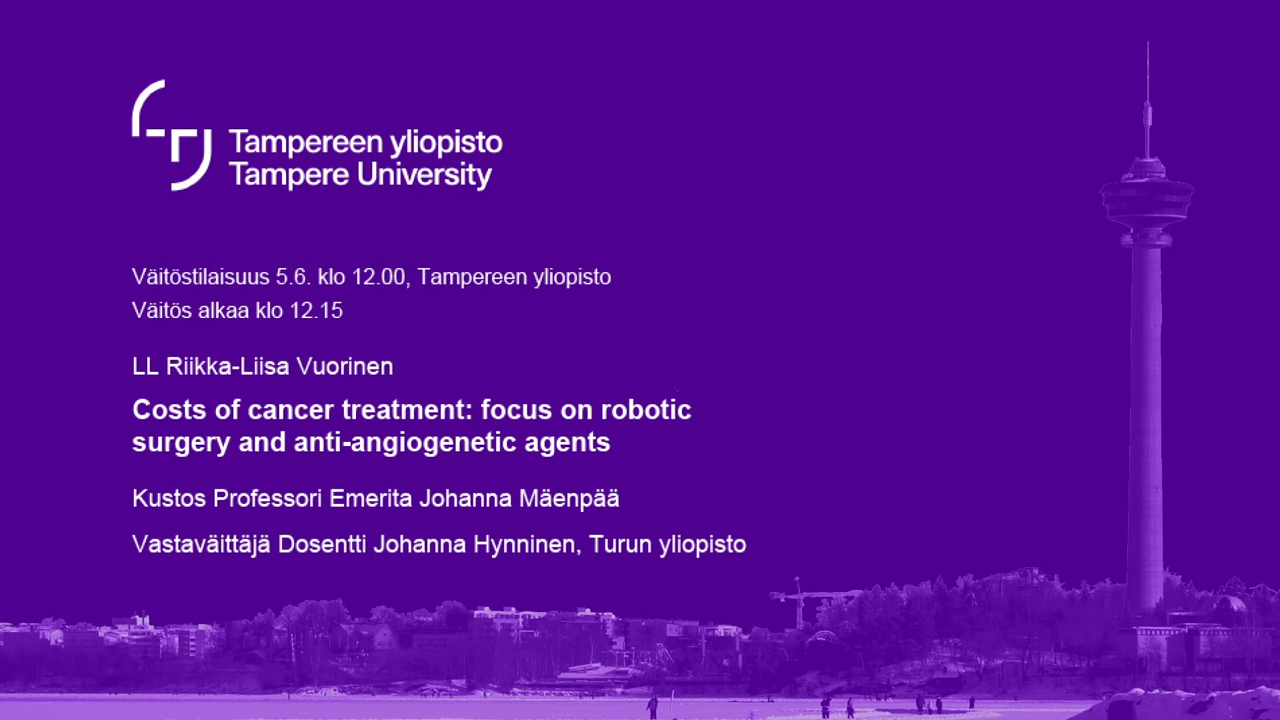 Tampereen yliopisto
Tampere University
Väitöstilaisuus 5.6. klo 12.00, Tampereen yliopisto
Väitös alkaa klo 12.15
LL Riikka-Liisa Vuorinen
Costs of cancer treatment: focus on robotic
surgery and anti-angiogenetic agents
Kustos Professori Emerita Johanna Mäenpää
Vastaväittäjä Dosentti Johanna Hynninen, Turun yliopisto